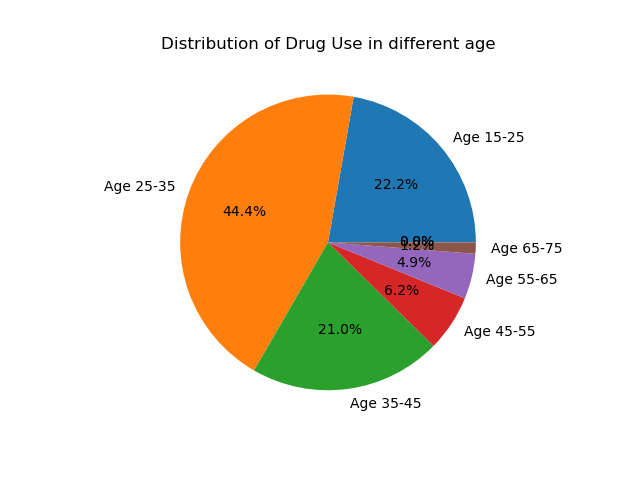 Distribution of Drug Use in different age
Age 15-25
22.2%
Age 25-35
44.4%
Age 35-45
21.0%
Age 45-55
6.2%
Age 55-65
4.9%
Age 65-75
1.2%
0.0%